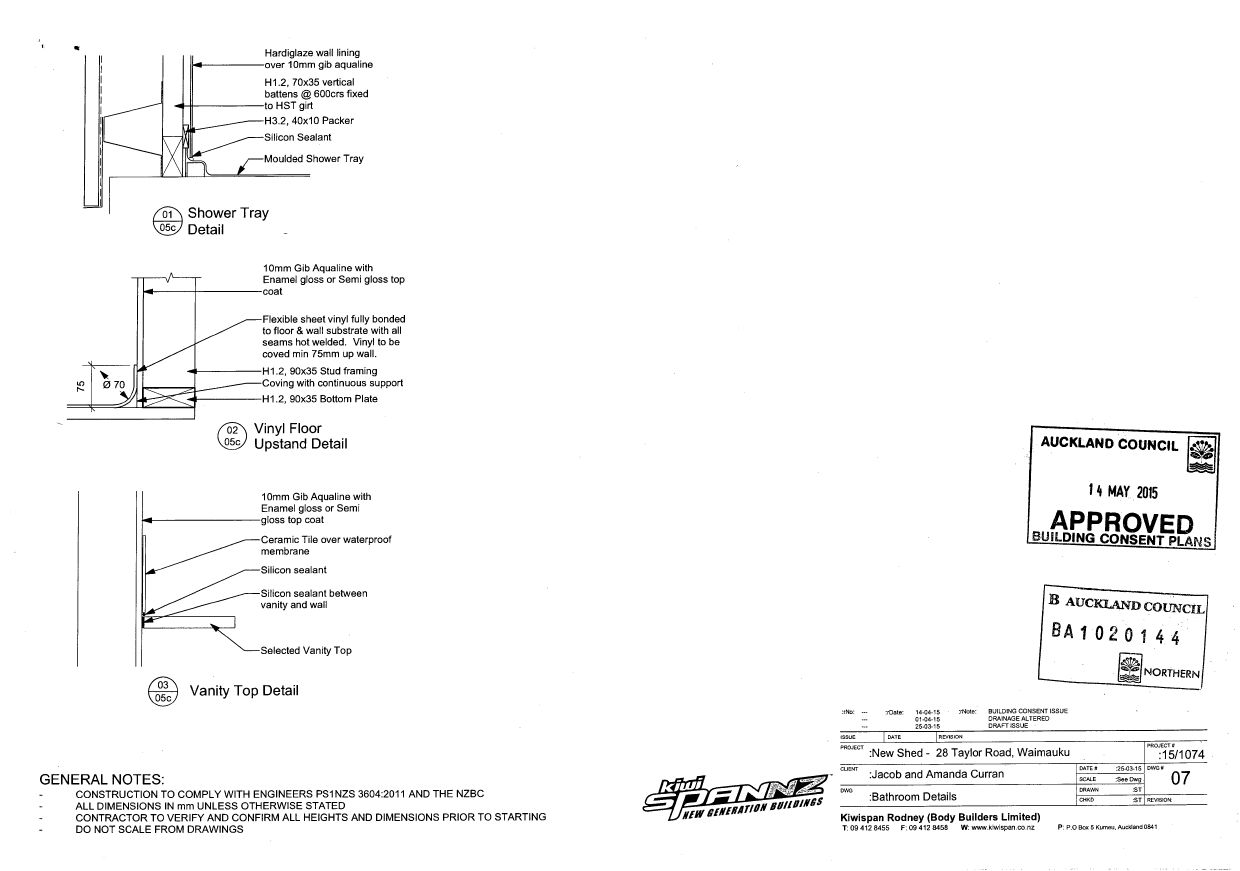 Hardiglaze wall lining
over 10mm gib aqualine
H1.2, 70x35 vertical
battens @ 600crs fixed
to HST girt
H3.2, 40x10 Packer
Silicon Sealant
Moulded Shower Tray
01
05c
Shower Tray
Detail
10mm Gib Aqualine with
Enamel gloss or Semi gloss top
coat
Flexible sheet vinyl fully bonded
to floor & wall substrate with all
seams hot welded. Vinyl to be
coved min 75mm up wall.
75
Ø 70
H1.2, 90x35 Stud framing
Coving with continuous support
H1.2, 90x35 Bottom Plate
02
05c
Vinyl Floor
Upstand Detail
10mm Gib Aqualine with
Enamel gloss or Semi
gloss top coat
Ceramic Tile over waterproof
membrane
Silicon sealant
Silicon sealant between
vanity and wall
Selected Vanity Top
03
05c
Vanity Top Detail
GENERAL NOTES:
- CONSTRUCTION TO COMPLY WITH ENGINEERS PS1NZS 3604:2011 AND THE NZBC
- ALL DIMENSIONS IN mm UNLESS OTHERWISE STATED
- CONTRACTOR TO VERIFY AND CONFIRM ALL HEIGHTS AND DIMENSIONS PRIOR TO STARTING
- DO NOT SCALE FROM DRAWINGS
AUCKLAND COUNCIL
14 MAY 2015
APPROVED
BUILDING CONSENT PLANS
B AUCKLAND COUNCIL
BA1020144
NORTHERN
:rNo: --- :rDate: 14-04-15 :rNote: BUILDING CONSENT ISSUE
--- 01-04-15 DRAINAGE ALTERED
--- 25-03-15 DRAFT ISSUE
ISSUE DATE REVISION
PROJECT :New Shed - 28 Taylor Road, Waimauku
PROJECT # :15/1074
CLIENT :Jacob and Amanda Curran
DATE # :25-03-15
SCALE :See Dwg
DWG # 07
DWG :Bathroom Details
DRAWN :ST
CHKD :ST
REVISION:
kiwi
SPANNZ
NEW GENERATION BUILDINGS
Kiwispan Rodney (Body Builders Limited)
T: 09 412 8455 F: 09 412 8458 W: www.kiwispan.co.nz P: P.O Box 5 Kumeu, Auckland 0841